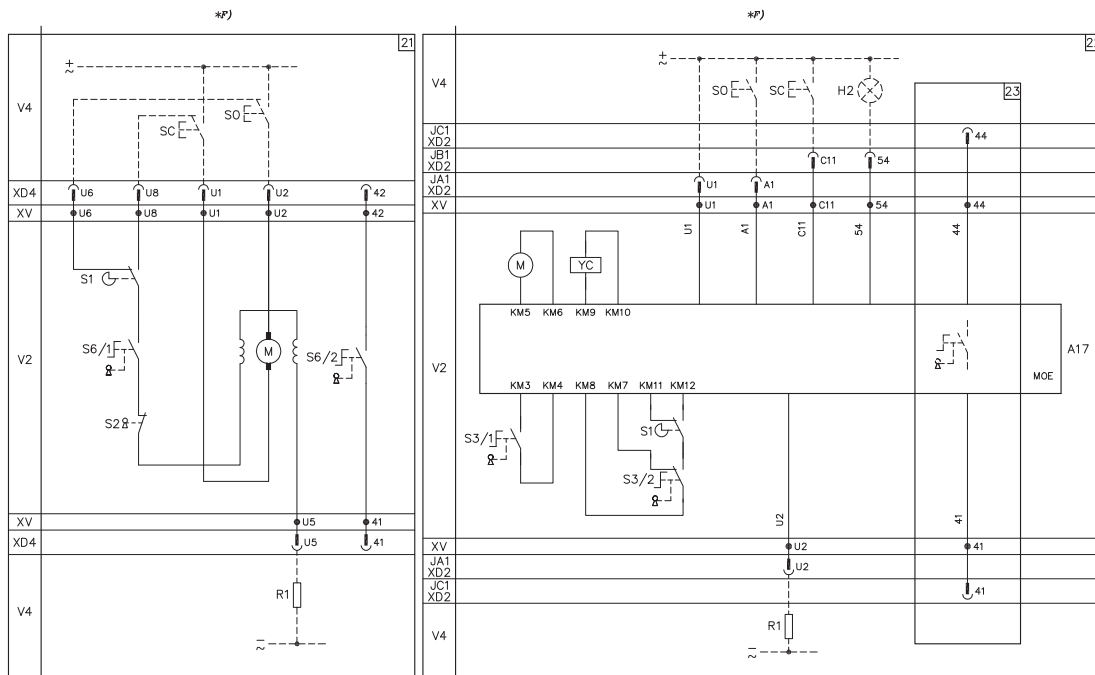 *F)
*F)
21
22
+
~
+
~
V4
V4
SO
SC
SO
SC
H2
23
JC1
XD2
44
JB1
XD2
C11
54
JA1
XD2
U1
A1
XD4
U6
U8
U1
U2
42
XV
U6
U8
U1
U2
42
XV
U1
A1
C11
54
44
U1
A1
C11
54
44
S1
M
YC
KM5
KM6
KM9
KM10
S6/1
M
S6/2
V2
V2
A17
MOE
KM3
KM4
KM8
KM7
KM11
KM12
S2
S3/1
S1
S3/2
U2
41
XV
U5
41
XD4
U5
41
XV
U2
41
JA1
XD2
U2
JC1
XD2
41
R1
V4
R1
V4
−
~
−
~